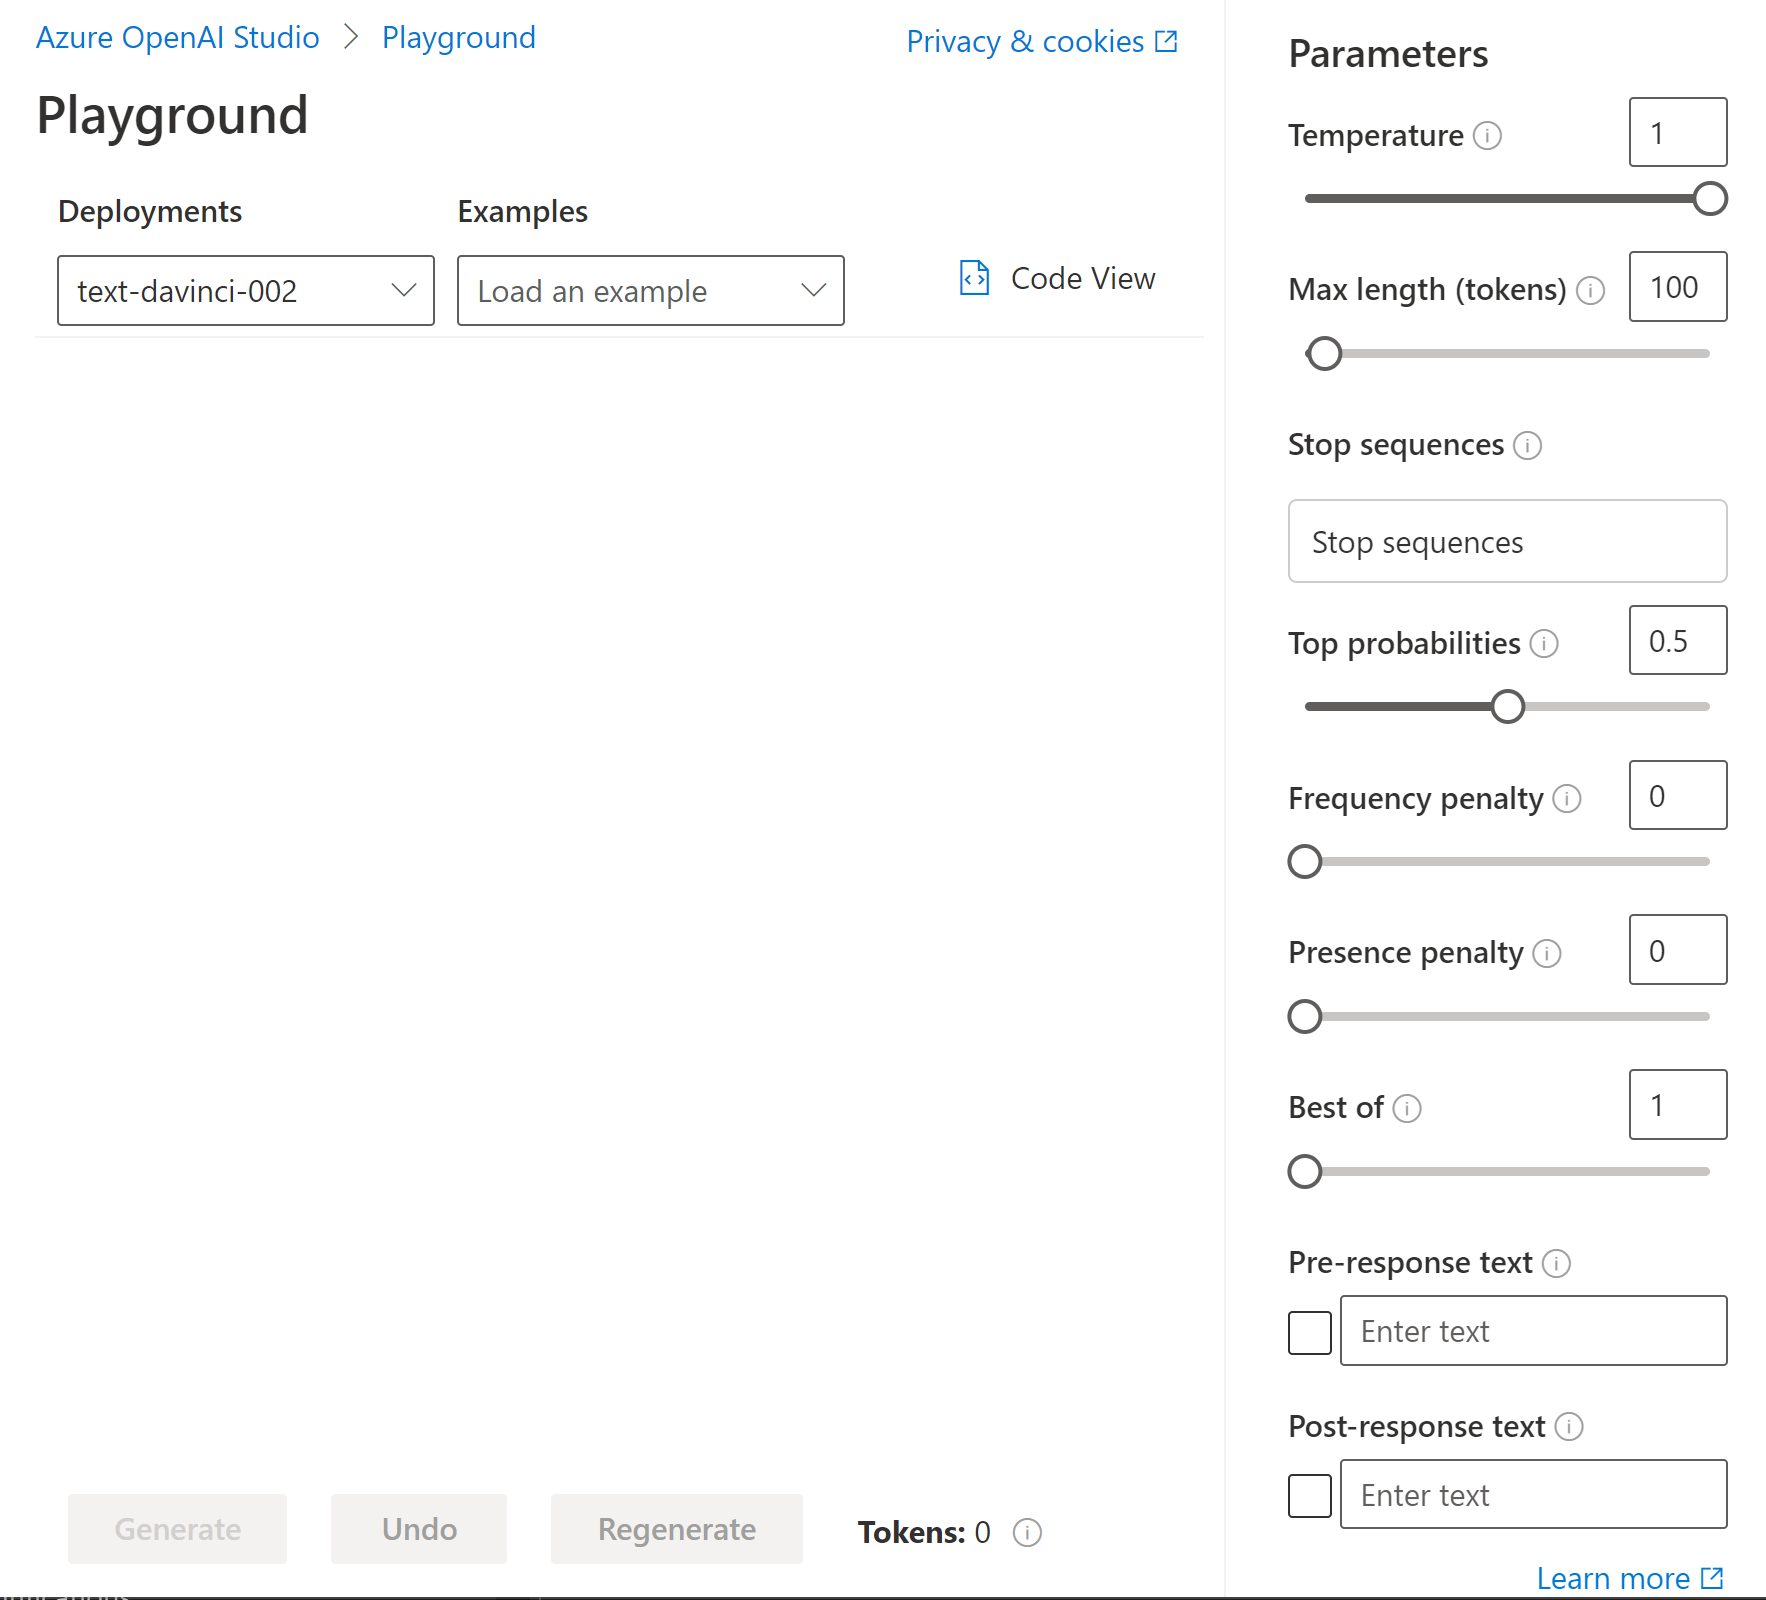 Azure OpenAI Studio > Playground
Privacy & cookies
Playground
Deployments
Examples
text-davinci-002
Load an example
Code View
Generate
Undo
Regenerate
Tokens: 0
Parameters
Temperature
1
Max length (tokens)
100
Stop sequences
Stop sequences
Top probabilities
0.5
Frequency penalty
0
Presence penalty
0
Best of
1
Pre-response text
Enter text
Post-response text
Enter text
Learn more